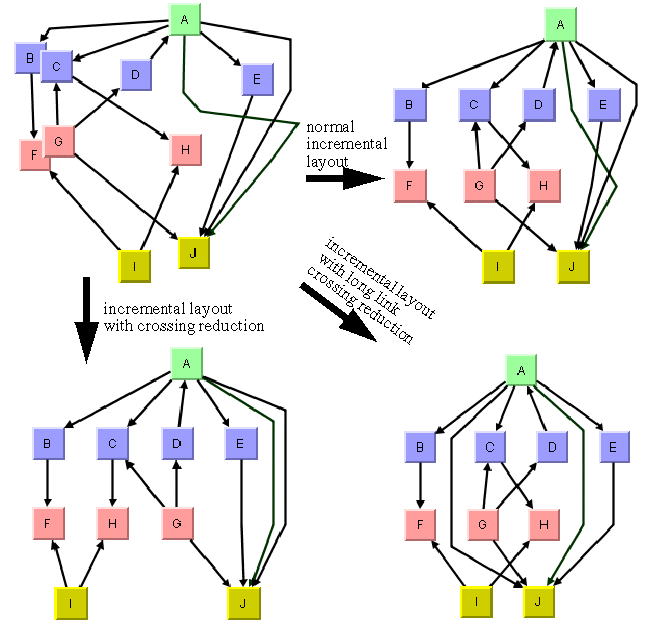 A
B
C
D
E
F
G
H
I
J
normal
incremental
layout
A
B
C
D
E
F
G
H
I
J
incremental layout
with crossing reduction
incremental layout
with long link
crossing reduction
A
B
C
D
E
F
H
G
I
J
A
B
C
D
E
F
G
H
I
J